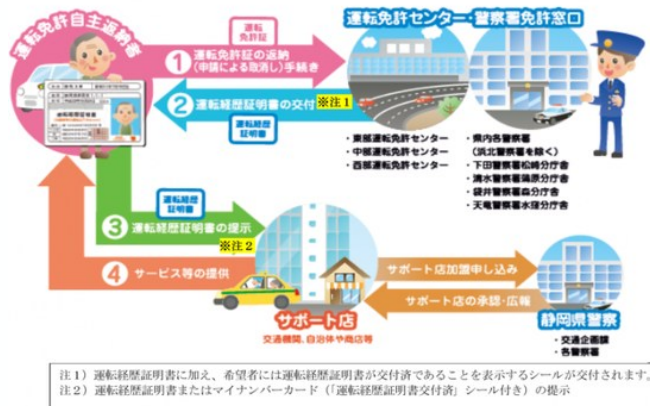 運転免許自主返納者
運転
免許証
1 運転免許証の返納
(申請による取消し)手続き
2 運転経歴証明書の交付 ※注1
運転経歴
証明書
運転免許センター・警察署免許窓口
・東部運転免許センター
・中部運転免許センター
・西部運転免許センター
・県内各警察署
(浜北警察署を除く)
・下田警察署松崎分庁舎
・清水警察署蒲原分庁舎
・袋井警察署森分庁舎
・天竜警察署水窪分庁舎
運転経歴
証明書
3 運転経歴証明書の提示
※注2
4 サービス等の提供
サポート店
交通機関、自治体や商店等
サポート店加盟申し込み
サポート店の承認・広報
静岡県警察
・交通企画課
・各警察署
注1）運転経歴証明書に加え、希望者には運転経歴証明書が交付済であることを表示するシールが交付されます。
注2）運転経歴証明書またはマイナンバーカード（「運転経歴証明書交付済」シール付き）の提示